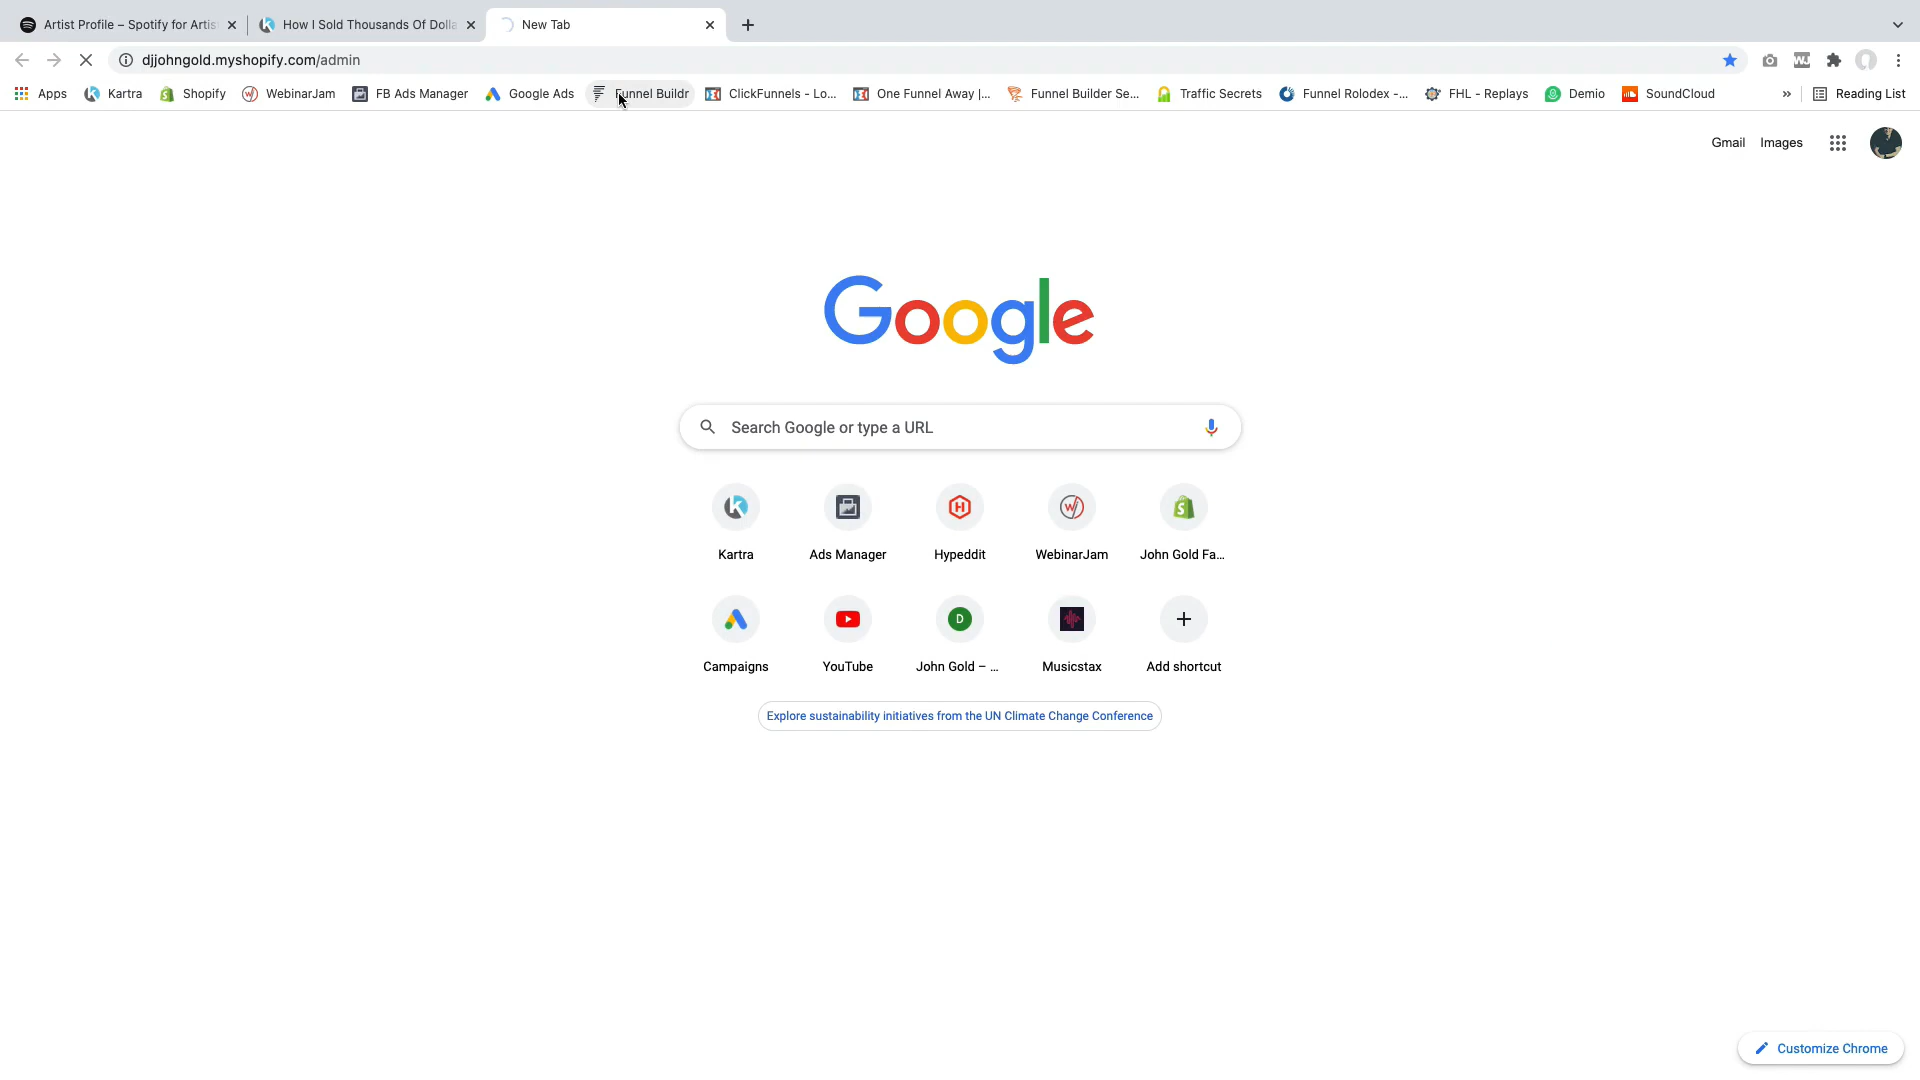 Artist Profile – Spotify for Artis
How I Sold Thousands Of Dolla
New Tab
djjohngold.myshopify.com/admin
Apps
Kartra
Shopify
WebinarJam
FB Ads Manager
Google Ads
Funnel Buildr
ClickFunnels - Lo...
One Funnel Away |...
Funnel Builder Se...
Traffic Secrets
Funnel Rolodex -...
FHL - Replays
Demio
SoundCloud
»
Reading List
Gmail
Images
Google
Search Google or type a URL
Kartra
Ads Manager
Hypeddit
WebinarJam
John Gold Fa...
Campaigns
YouTube
D
John Gold – ...
Musicstax
Add shortcut
Explore sustainability initiatives from the UN Climate Change Conference
Customize Chrome